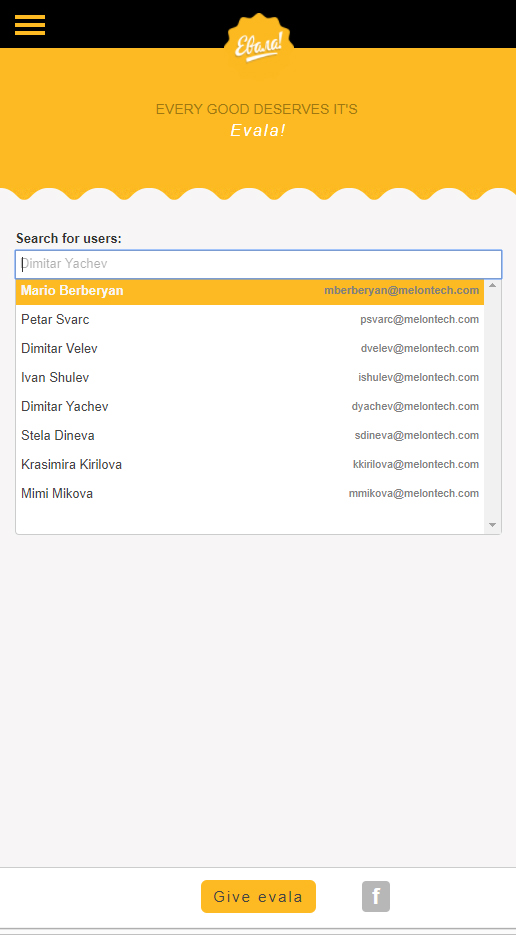 Евала!
EVERY GOOD DESERVES IT'S
Evala!
Search for users:
Dimitar Yachev
Mario Berberyan mberberyan@melontech.com
Petar Svarc psvarc@melontech.com
Dimitar Velev dvelev@melontech.com
Ivan Shulev ishulev@melontech.com
Dimitar Yachev dyachev@melontech.com
Stela Dineva sdineva@melontech.com
Krasimira Kirilova kkirilova@melontech.com
Mimi Mikova mmikova@melontech.com
Give evala f